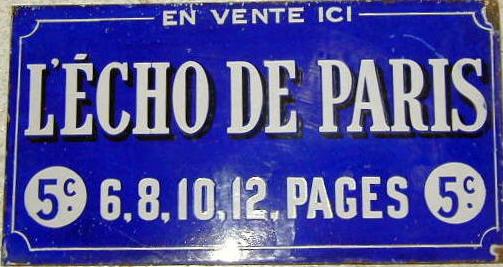 EN VENTE ICI
L'ÉCHO DE PARIS
5c. 6, 8, 10, 12, PAGES 5c.